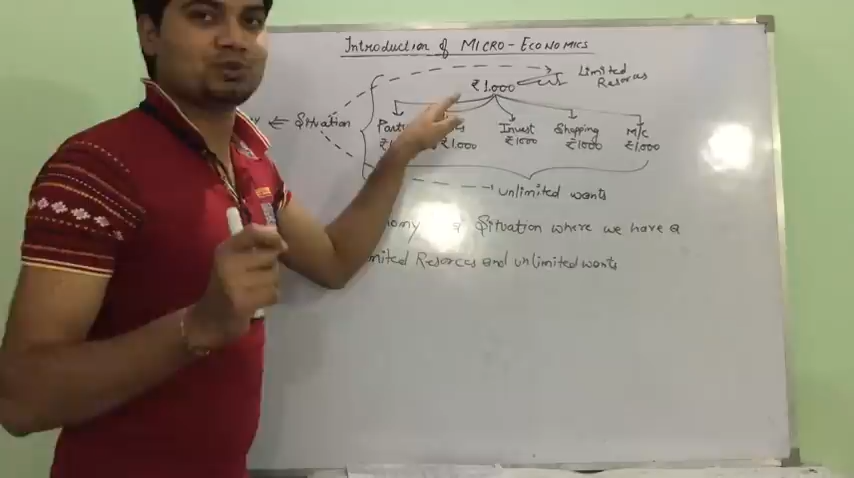 Introduction of MICRO-ECONOMICS
₹1,000 Limited
Resorces
Situation
Invest Shopping M/c
₹1,000 ₹1000 ₹1000 ₹1,000
unlimited wants
Situation where we have a
Resorces and unlimited wants